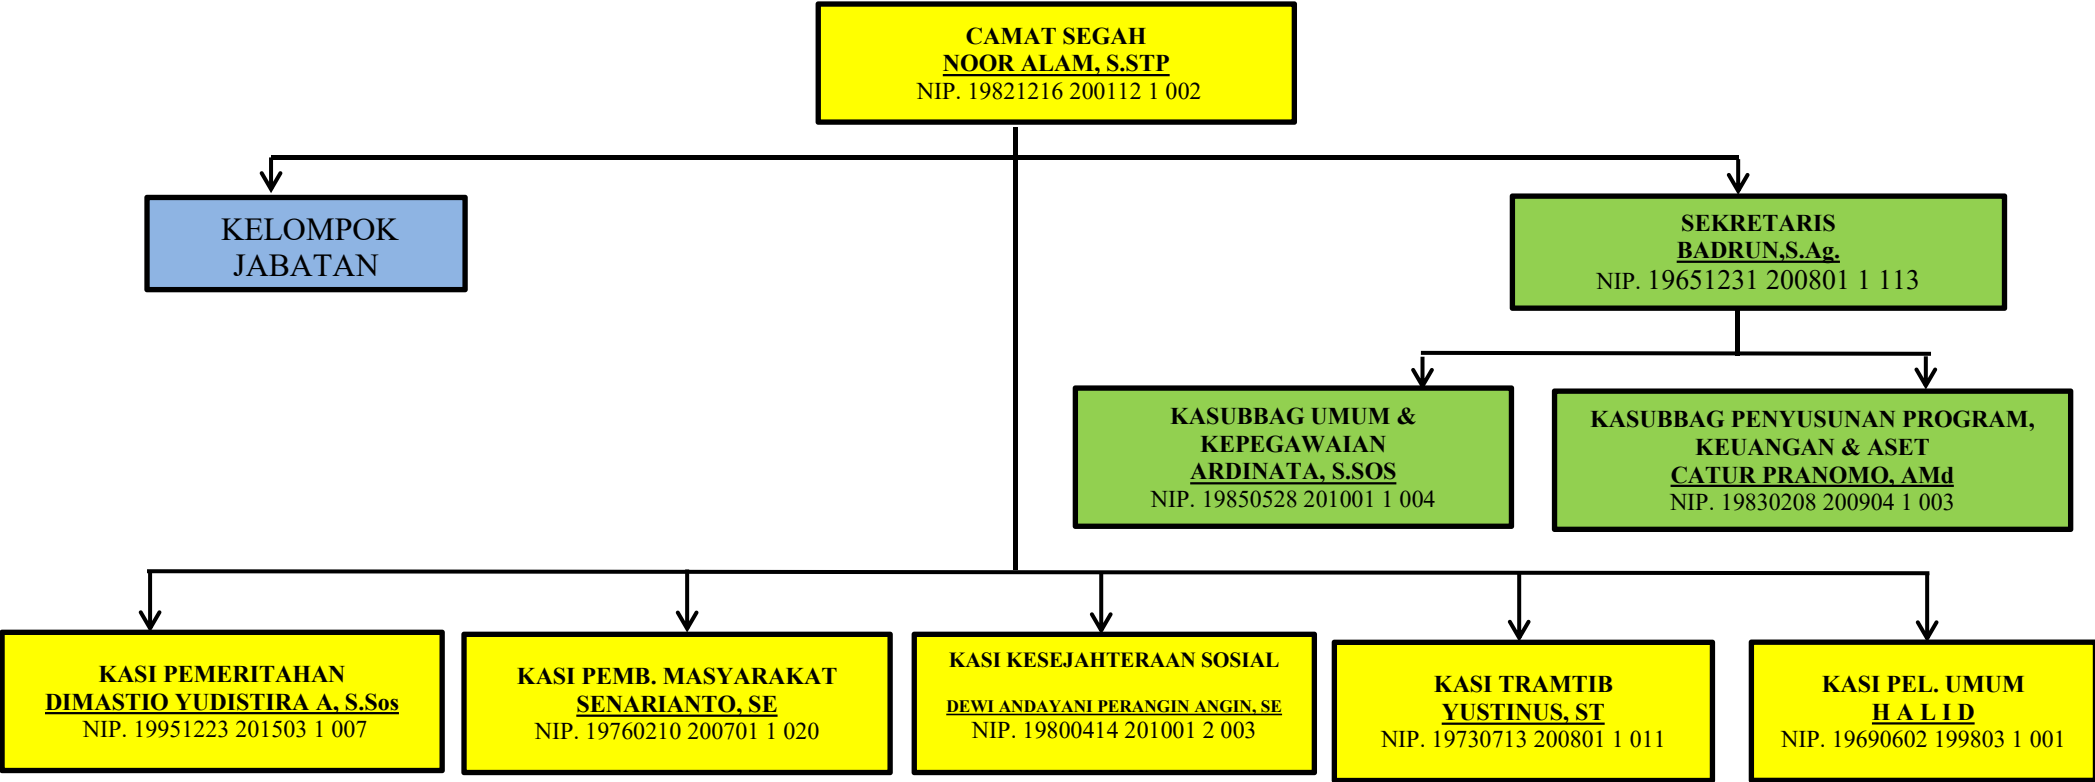 CAMAT SEGAH
NOOR ALAM, S.STP
NIP. 19821216 200112 1 002
KELOMPOK
JABATAN
SEKRETARIS
BADRUN,S.Ag.
NIP. 19651231 200801 1 113
KASUBBAG UMUM &
KEPEGAWAIAN
ARDINATA, S.SOS
NIP. 19850528 201001 1 004
KASUBBAG PENYUSUNAN PROGRAM,
KEUANGAN & ASET
CATUR PRANOMO, AMd
NIP. 19830208 200904 1 003
KASI PEMERITAHAN
DIMASTIO YUDISTIRA A, S.Sos
NIP. 19951223 201503 1 007
KASI PEMB. MASYARAKAT
SENARIANTO, SE
NIP. 19760210 200701 1 020
KASI KESEJAHTERAAN SOSIAL
DEWI ANDAYANI PERANGIN ANGIN, SE
NIP. 19800414 201001 2 003
KASI TRAMTIB
YUSTINUS, ST
NIP. 19730713 200801 1 011
KASI PEL. UMUM
H A L I D
NIP. 19690602 199803 1 001